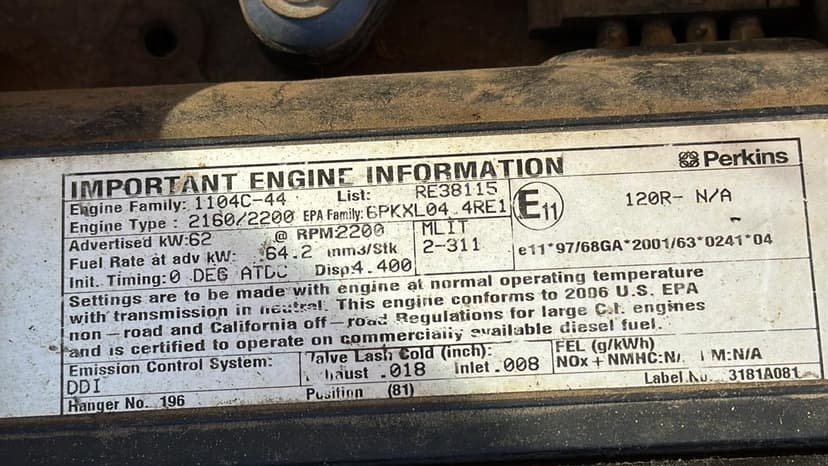 IMPORTANT ENGINE INFORMATION
Perkins
Engine Family: 1104C-44 List: RE38115
Engine Type : 2160/2200 EPA Family: 6PKXL04.4RE1
E11
120R- N/A
Advertised kW:62 @ RPM:2200
MLIT
2-311
Fuel Rate at adv kW: 64.2 mm3/Stk
e11*97/68GA*2001/63*0241*04
Init. Timing:0 DEG ATDC Disp4.400
Settings are to be made with engine at normal operating temperature
with transmission in neutral. This engine conforms to 2006 U.S. EPA
non-road and California off-road Regulations for large C.I. engines
and is certified to operate on commercially available diesel fuel.
Emission Control System:
DDI
Valve Lash Cold (inch):
Exhaust .018 Inlet .008
FEL (g/kWh)
NOx + NMHC:N/ M:N/A
Hanger No. 196
Position (81)
Label No. 3181A081